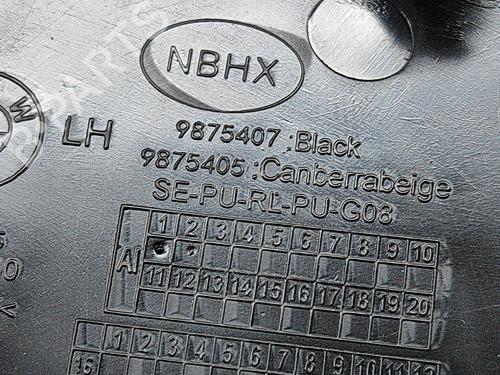 NBHX
LH
9875407 :Black
9875405 :Canberrabeige
SE-PU-RL-PU-G08
AI
1 2 3 4 5 6 7 8 9 10
11 12 13 14 15 16 17 18 19 20
1 2 3 4 5 6 7 8 9 10 11 12
16